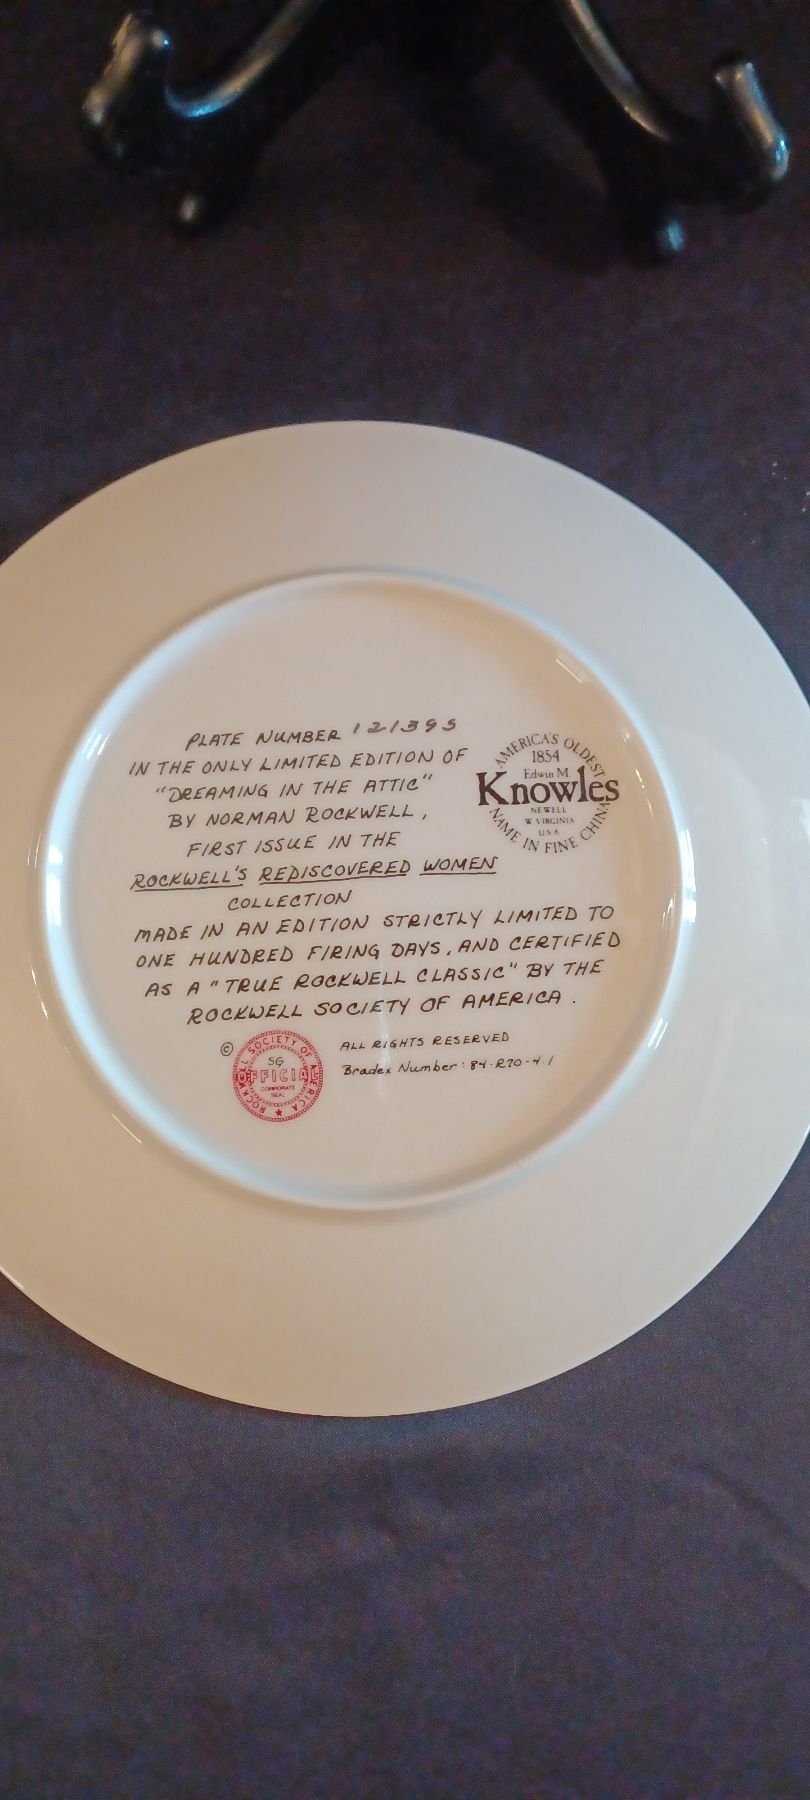 PLATE NUMBER 121395
IN THE ONLY LIMITED EDITION OF
"DREAMING IN THE ATTIC"
BY NORMAN ROCKWELL,
FIRST ISSUE IN THE
ROCKWELL'S REDISCOVERED WOMEN
COLLECTION
MADE IN AN EDITION STRICTLY LIMITED TO
ONE HUNDRED FIRING DAYS, AND CERTIFIED
AS A "TRUE ROCKWELL CLASSIC" BY THE
ROCKWELL SOCIETY OF AMERICA.
AMERICA'S OLDEST
1854
Edwin M.
Knowles
NEWELL
W VIRGINIA
U.S.A
NAME IN FINE CHINA
©
ROCKWELL SOCIETY OF AMERICA
SG
OFFICIAL
CORPORATE
SEAL
ALL RIGHTS RESERVED
Bradex Number: 84-R70-4.1